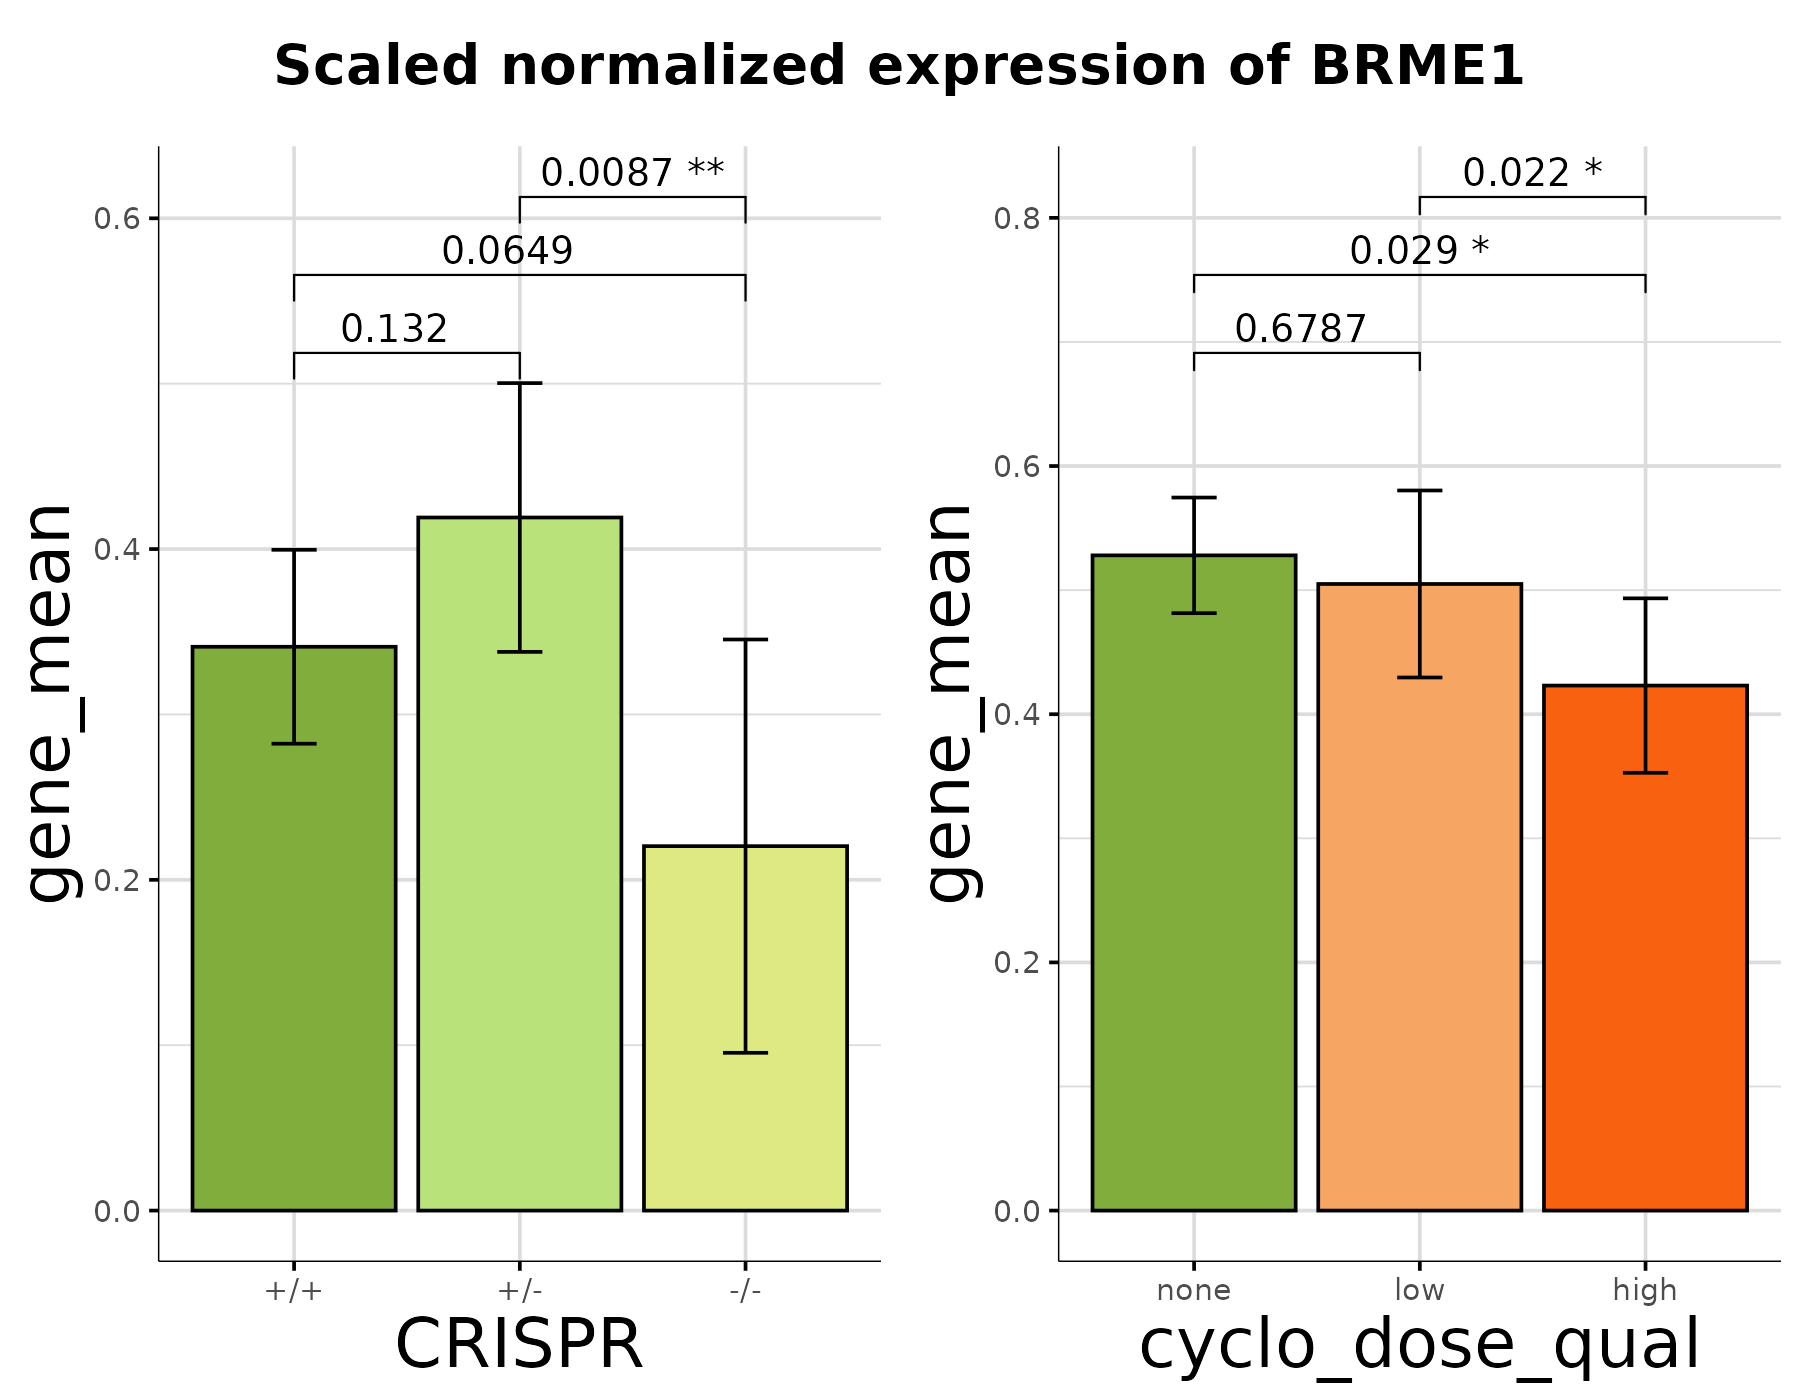 Scaled normalized expression of BRME1
gene_mean
0.6
0.4
0.2
0.0
0.0087 **
0.0649
0.132
+/+
+/-
-/-
CRISPR
gene_mean
0.8
0.6
0.4
0.2
0.0
0.022 *
0.029 *
0.6787
none
low
high
cyclo_dose_qual